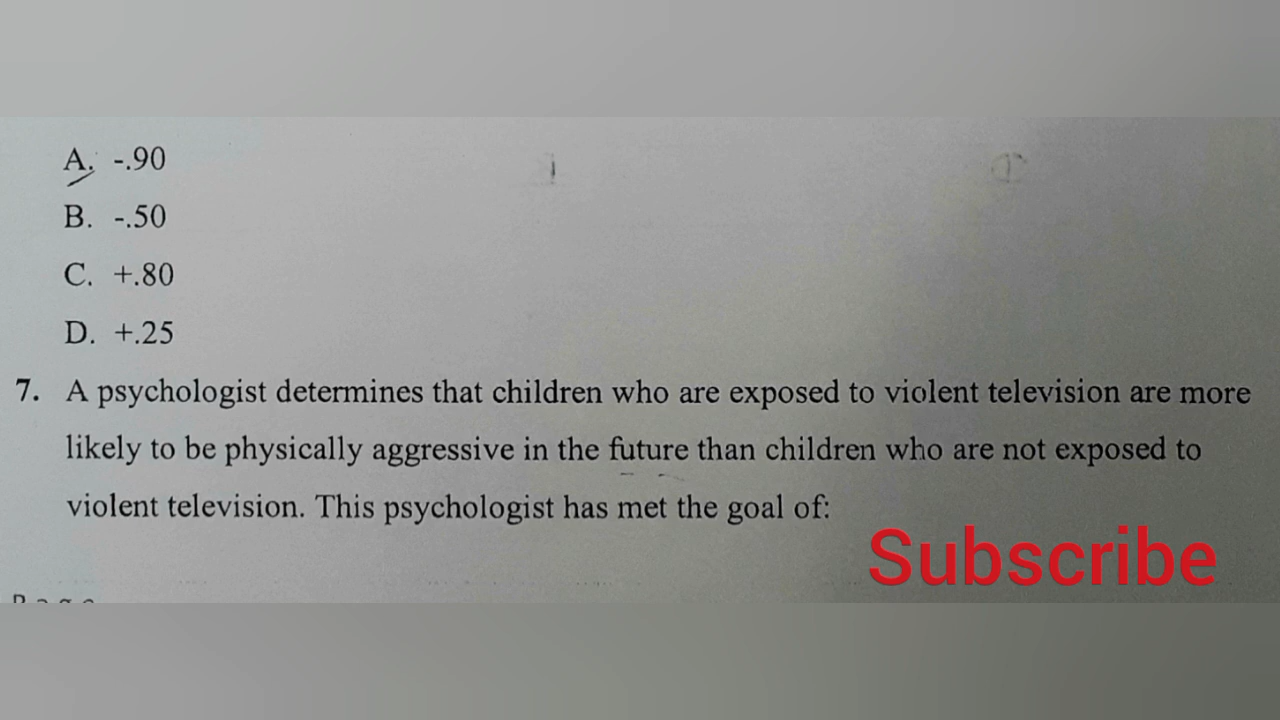 A. -.90
B. -.50
C. +.80
D. +.25
7. A psychologist determines that children who are exposed to violent television are more
likely to be physically aggressive in the future than children who are not exposed to
violent television. This psychologist has met the goal of:
Subscribe